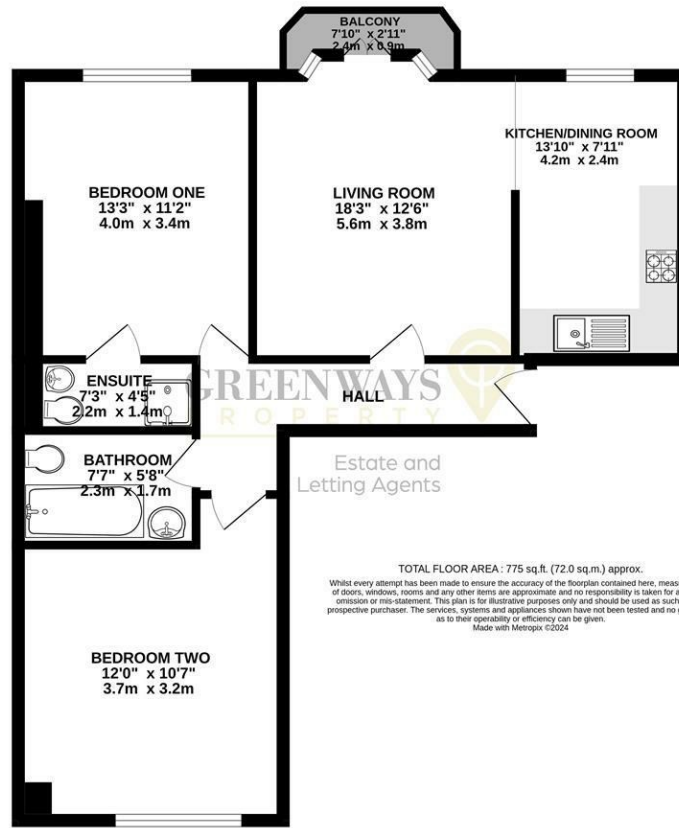 BALCONY
7'10" x 2'11"
2.4m x 0.9m
KITCHEN/DINING ROOM
13'10" x 7'11"
4.2m x 2.4m
BEDROOM ONE
13'3" x 11'2"
4.0m x 3.4m
LIVING ROOM
18'3" x 12'6"
5.6m x 3.8m
ENSUITE
7'3" x 4'5"
2.2m x 1.4m
GREENWAYS
PROPERTY
HALL
BATHROOM
7'7" x 5'8"
2.3m x 1.7m
Estate and
Letting Agents
BEDROOM TWO
12'0" x 10'7"
3.7m x 3.2m
TOTAL FLOOR AREA : 775 sq.ft. (72.0 sq.m.) approx.
Whilst every attempt has been made to ensure the accuracy of the floorplan contained here, meas
of doors, windows, rooms and any other items are approximate and no responsibility is taken for a
omission or mis-statement. This plan is for illustrative purposes only and should be used as such
prospective purchaser. The services, systems and appliances shown have not been tested and no g
as to their operability or efficiency can be given.
Made with Metropix ©2024